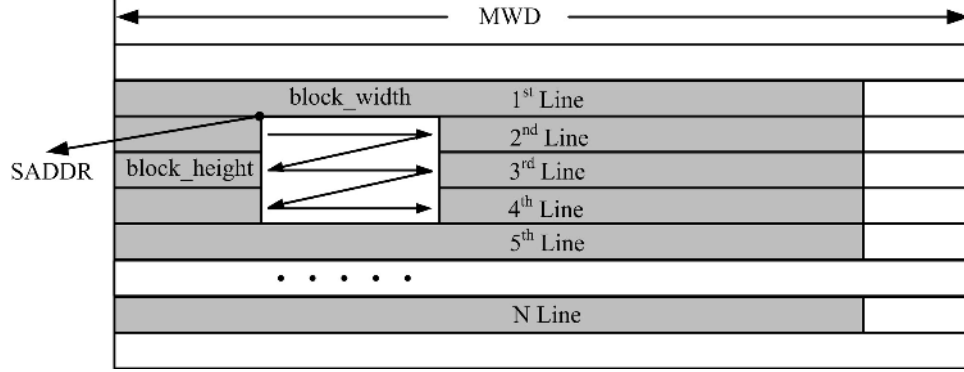 MWD
block_width 1st Line
2nd Line
SADDR block_height 3rd Line
4th Line
5th Line
. . . . .
N Line